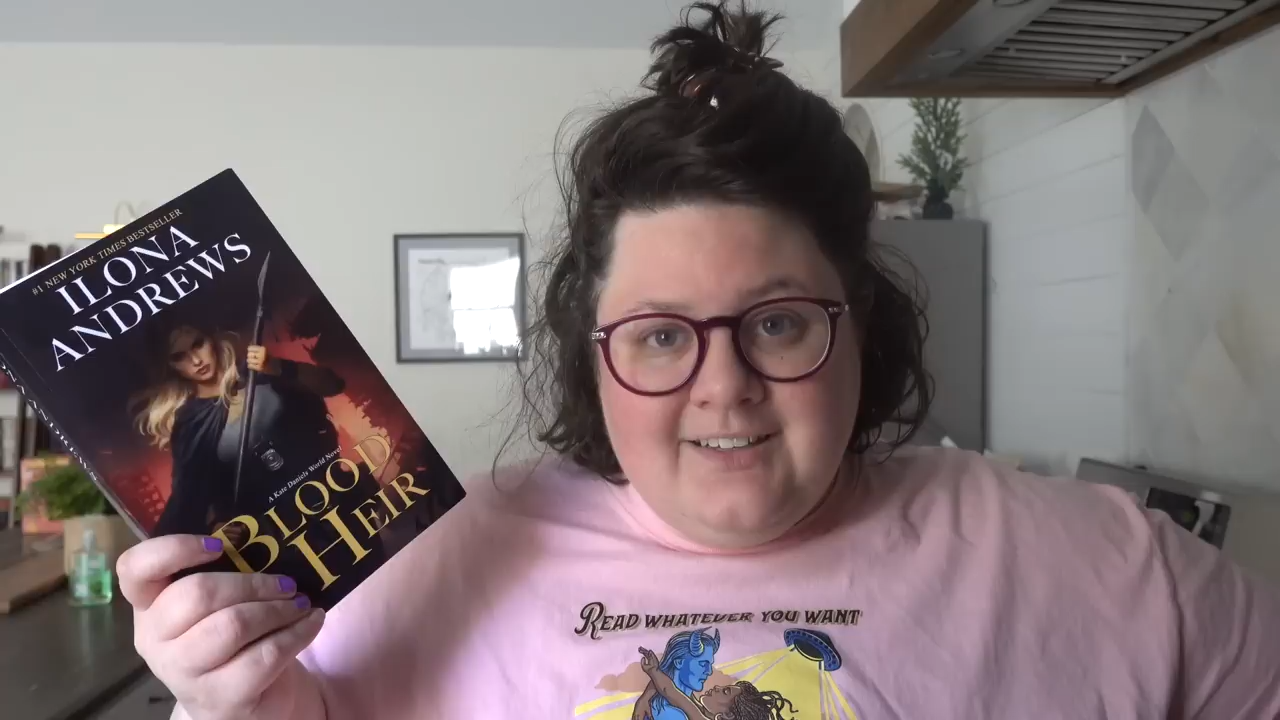 #1 NEW YORK TIMES BESTSELLER
ILONA
ANDREWS
A Kate Daniels World Novel
BLOOD
HEIR
READ WHATEVER YOU WANT